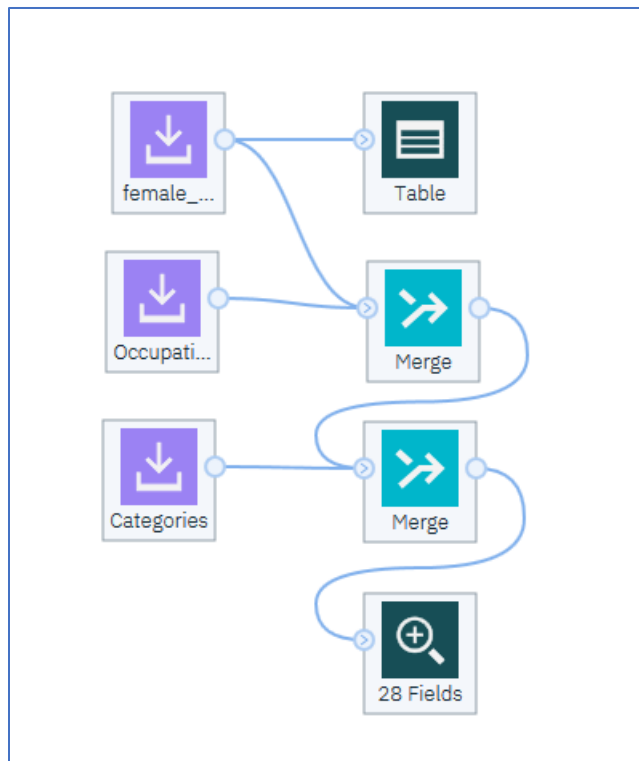 female_...
Table
Occupati...
Merge
Categories
Merge
28 Fields